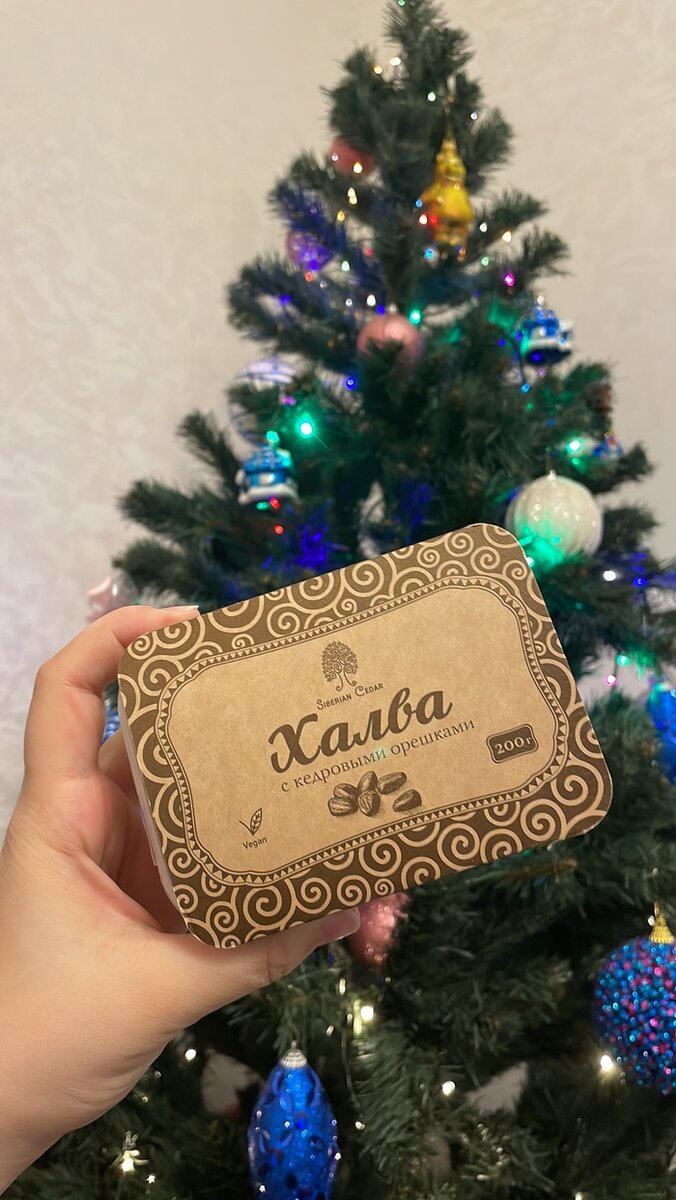 SIBERIAN CEDAR
Халва
с кедровыми орешками
200г
Vegan